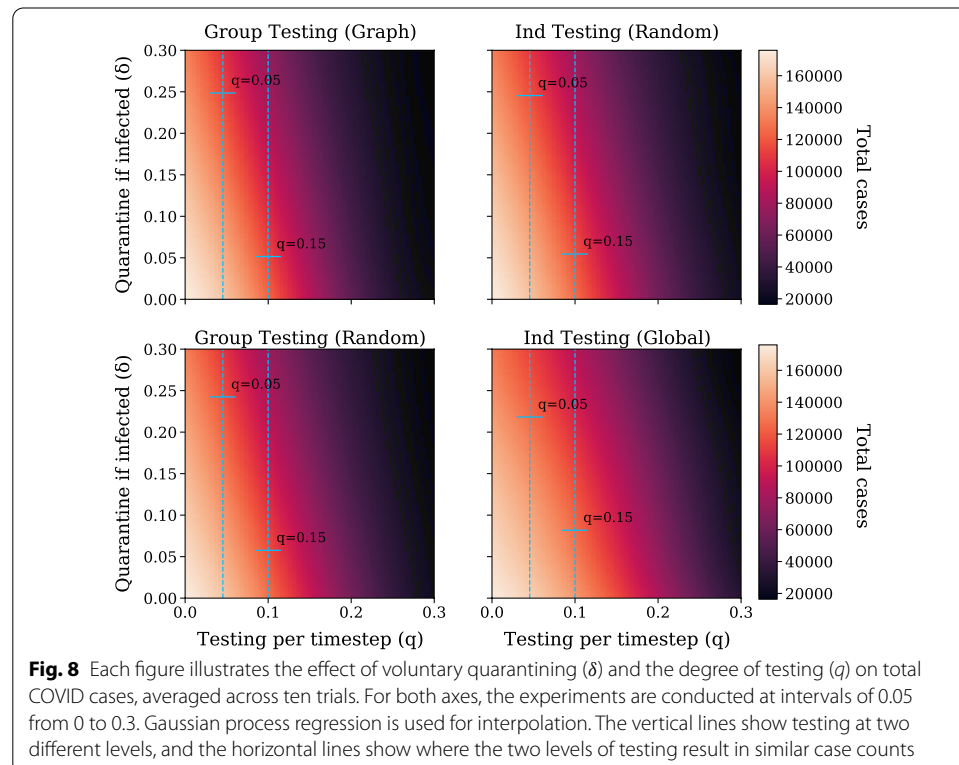 Group Testing (Graph)
Ind Testing (Random)
0.30
0.25
0.20
0.15
0.10
0.05
0.00
Quarantine if infected (δ)
q=0.05
q=0.15
q=0.05
q=0.15
160000
140000
120000
100000
80000
60000
40000
20000
Total cases
Group Testing (Random)
Ind Testing (Global)
0.30
0.25
0.20
0.15
0.10
0.05
0.00
Quarantine if infected (δ)
q=0.05
q=0.15
q=0.05
q=0.15
160000
140000
120000
100000
80000
60000
40000
20000
Total cases
0.0 0.1 0.2 0.3
0.0 0.1 0.2 0.3
Testing per timestep (q)
Testing per timestep (q)
Fig. 8 Each figure illustrates the effect of voluntary quarantining (δ) and the degree of testing (q) on total
COVID cases, averaged across ten trials. For both axes, the experiments are conducted at intervals of 0.05
from 0 to 0.3. Gaussian process regression is used for interpolation. The vertical lines show testing at two
different levels, and the horizontal lines show where the two levels of testing result in similar case counts